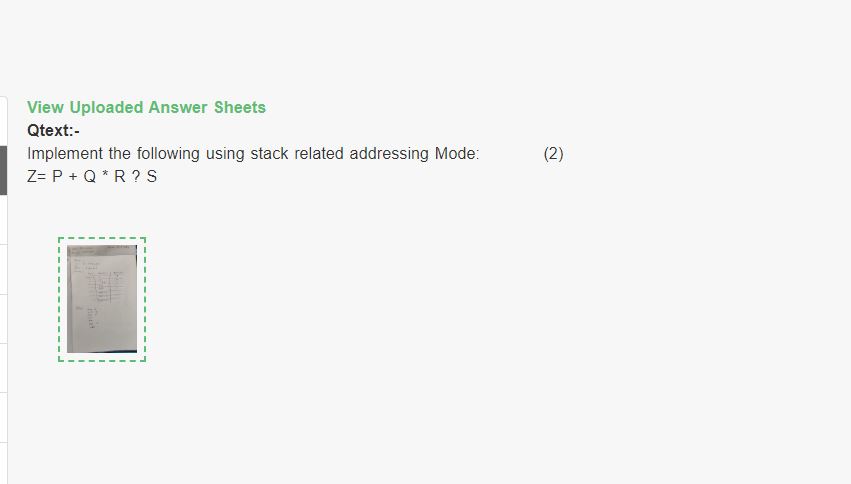 View Uploaded Answer Sheets
Qtext:-
Implement the following using stack related addressing Mode: (2)
Z= P + Q * R ? S